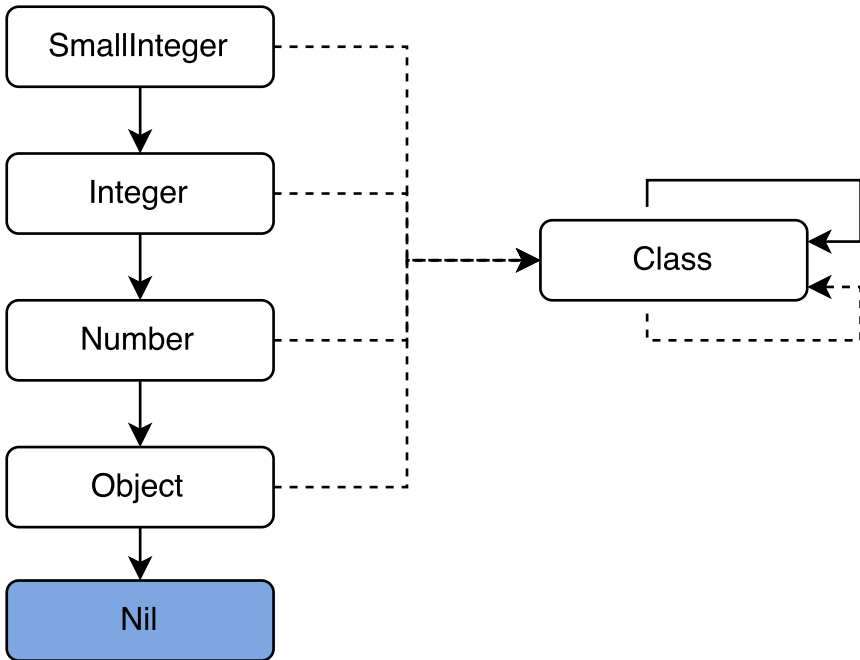 SmallInteger
Integer
Number
Object
Nil
Class